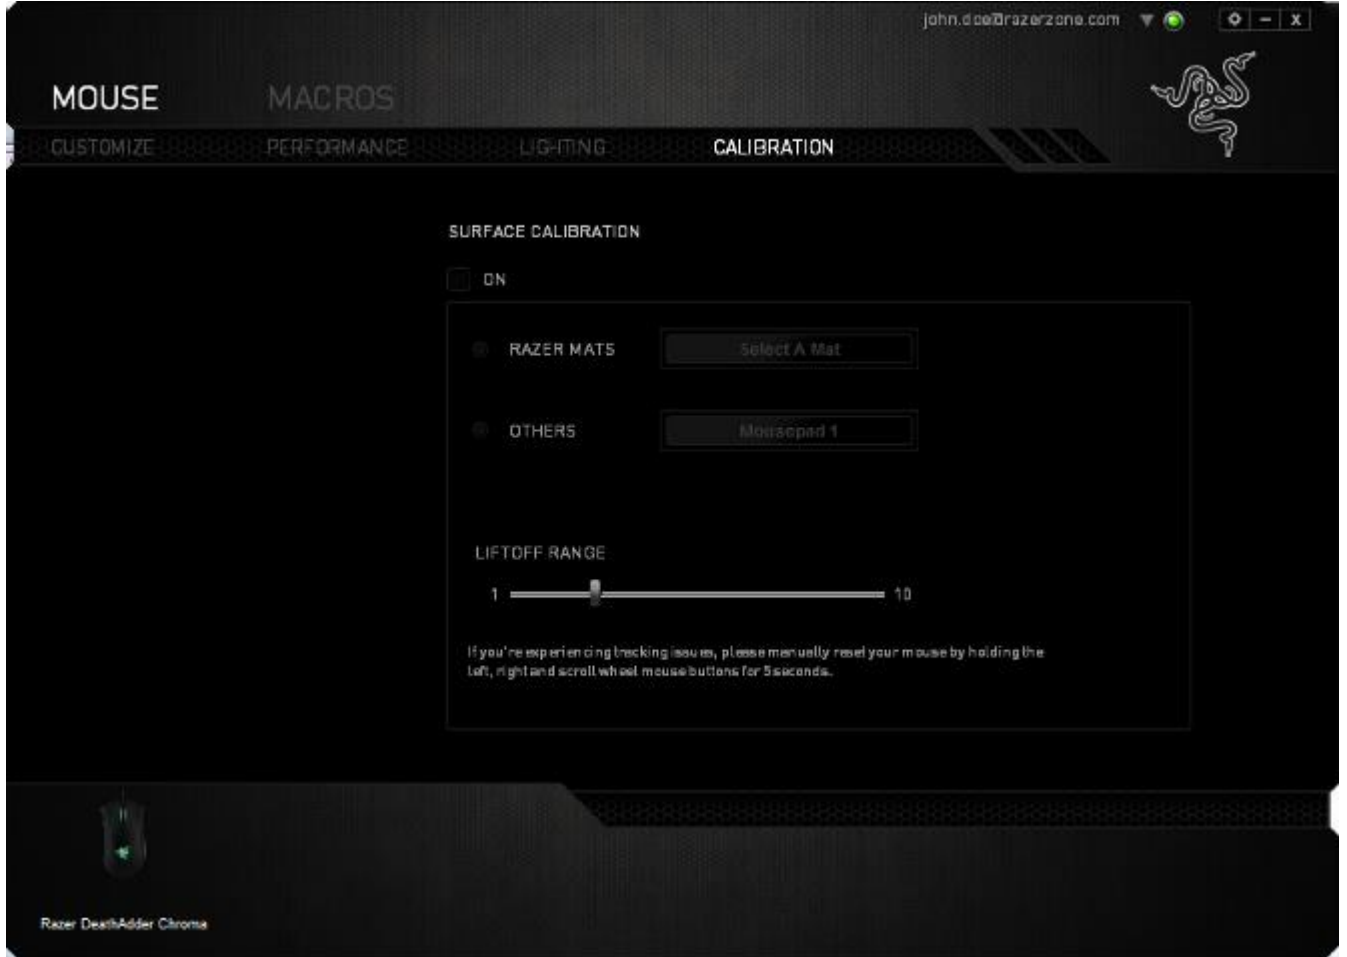 john.doe@razerzone.com
X
MOUSE
MACROS
CUSTOMIZE
PERFORMANCE
LIGHTING
CALIBRATION
SURFACE CALIBRATION
ON
RAZER MATS
Select A Mat
OTHERS
Mousepad 1
LIFTOFF RANGE
1
10
If you're experiencing tracking issues, please manually reset your mouse by holding the
left, right and scroll wheel mouse buttons for 5 seconds.
Razer DeathAdder Chroma